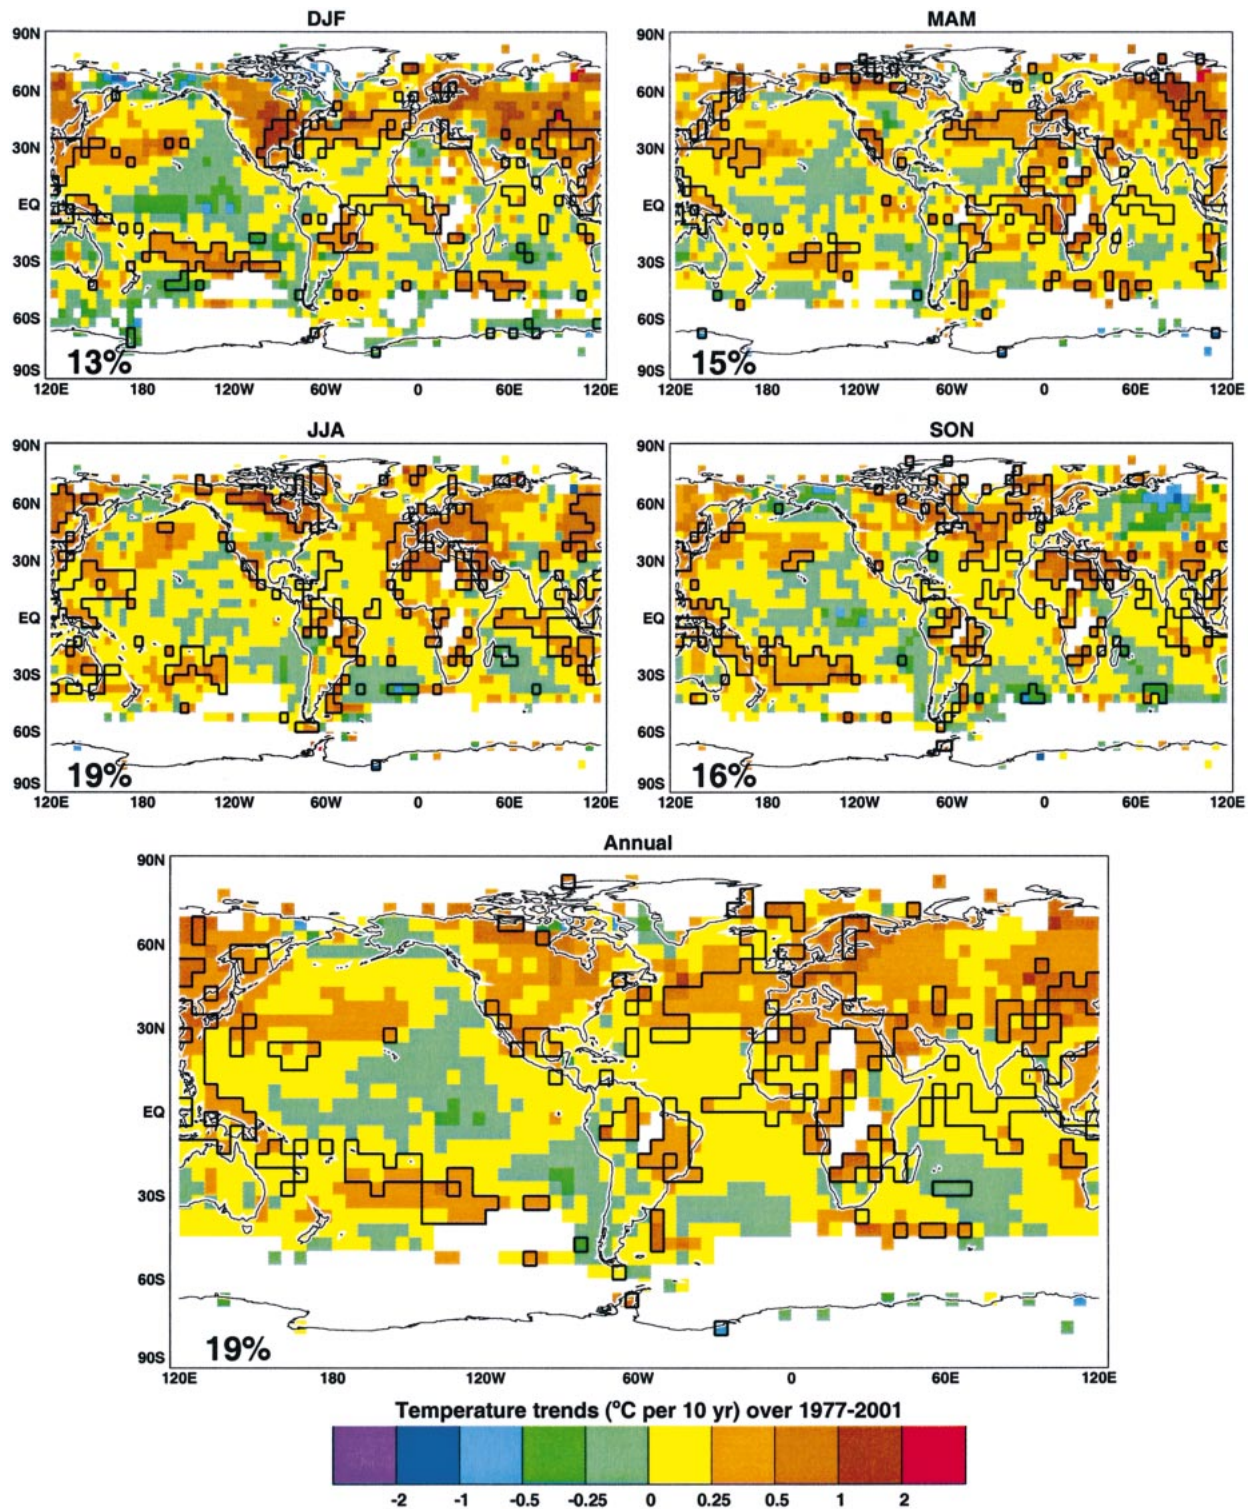 DJF
MAM
90N
60N
30N
EQ
30S
60S
90S
13%
120E 180 120W 60W 0 60E 120E
90N
60N
30N
EQ
30S
60S
90S
15%
120E 180 120W 60W 0 60E 120E
JJA
SON
90N
60N
30N
EQ
30S
60S
90S
19%
120E 180 120W 60W 0 60E 120E
90N
60N
30N
EQ
30S
60S
90S
16%
120E 180 120W 60W 0 60E 120E
Annual
90N
60N
30N
EQ
30S
60S
90S
19%
120E 180 120W 60W 0 60E 120E
Temperature trends (°C per 10 yr) over 1977-2001
-2 -1 -0.5 -0.25 0 0.25 0.5 1 2